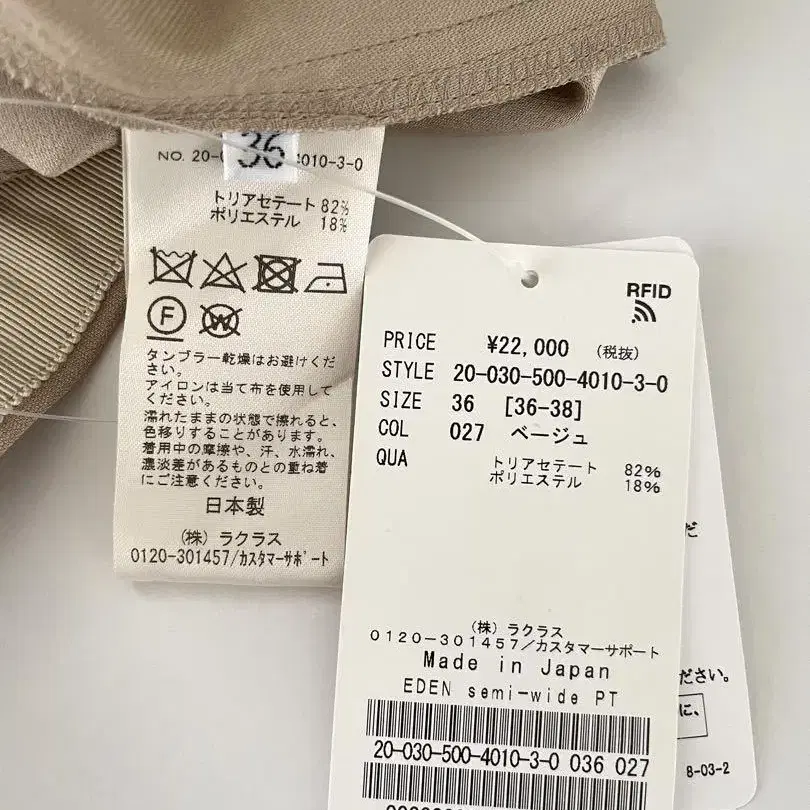 36
NO. 20-0 4010-3-0
トリアセテート 82%
ポリエステル 18%
F
W
タンブラー乾燥はお避けくだ
さい。
アイロンは当て布を使用して
ください。
濡れたままの状態で擦れると、
色移りすることがあります。
着用中の摩擦や、汗、水濡れ、
濃淡差があるものとの重ね着
にご注意ください。
日本製
(株) ラクラス
0120-301457/カスタマーサポート
RFID
PRICE ¥22,000 (税抜)
STYLE 20-030-500-4010-3-0
SIZE 36 [36-38]
COL 027 ベージュ
QUA トリアセテート 82%
ポリエステル 18%
(株) ラクラス
0120-301457/カスタマーサポート
Made in Japan
EDEN semi-wide PT
20-030-500-4010-3-0 036 027
だ
ださい。
に、
8-03-2